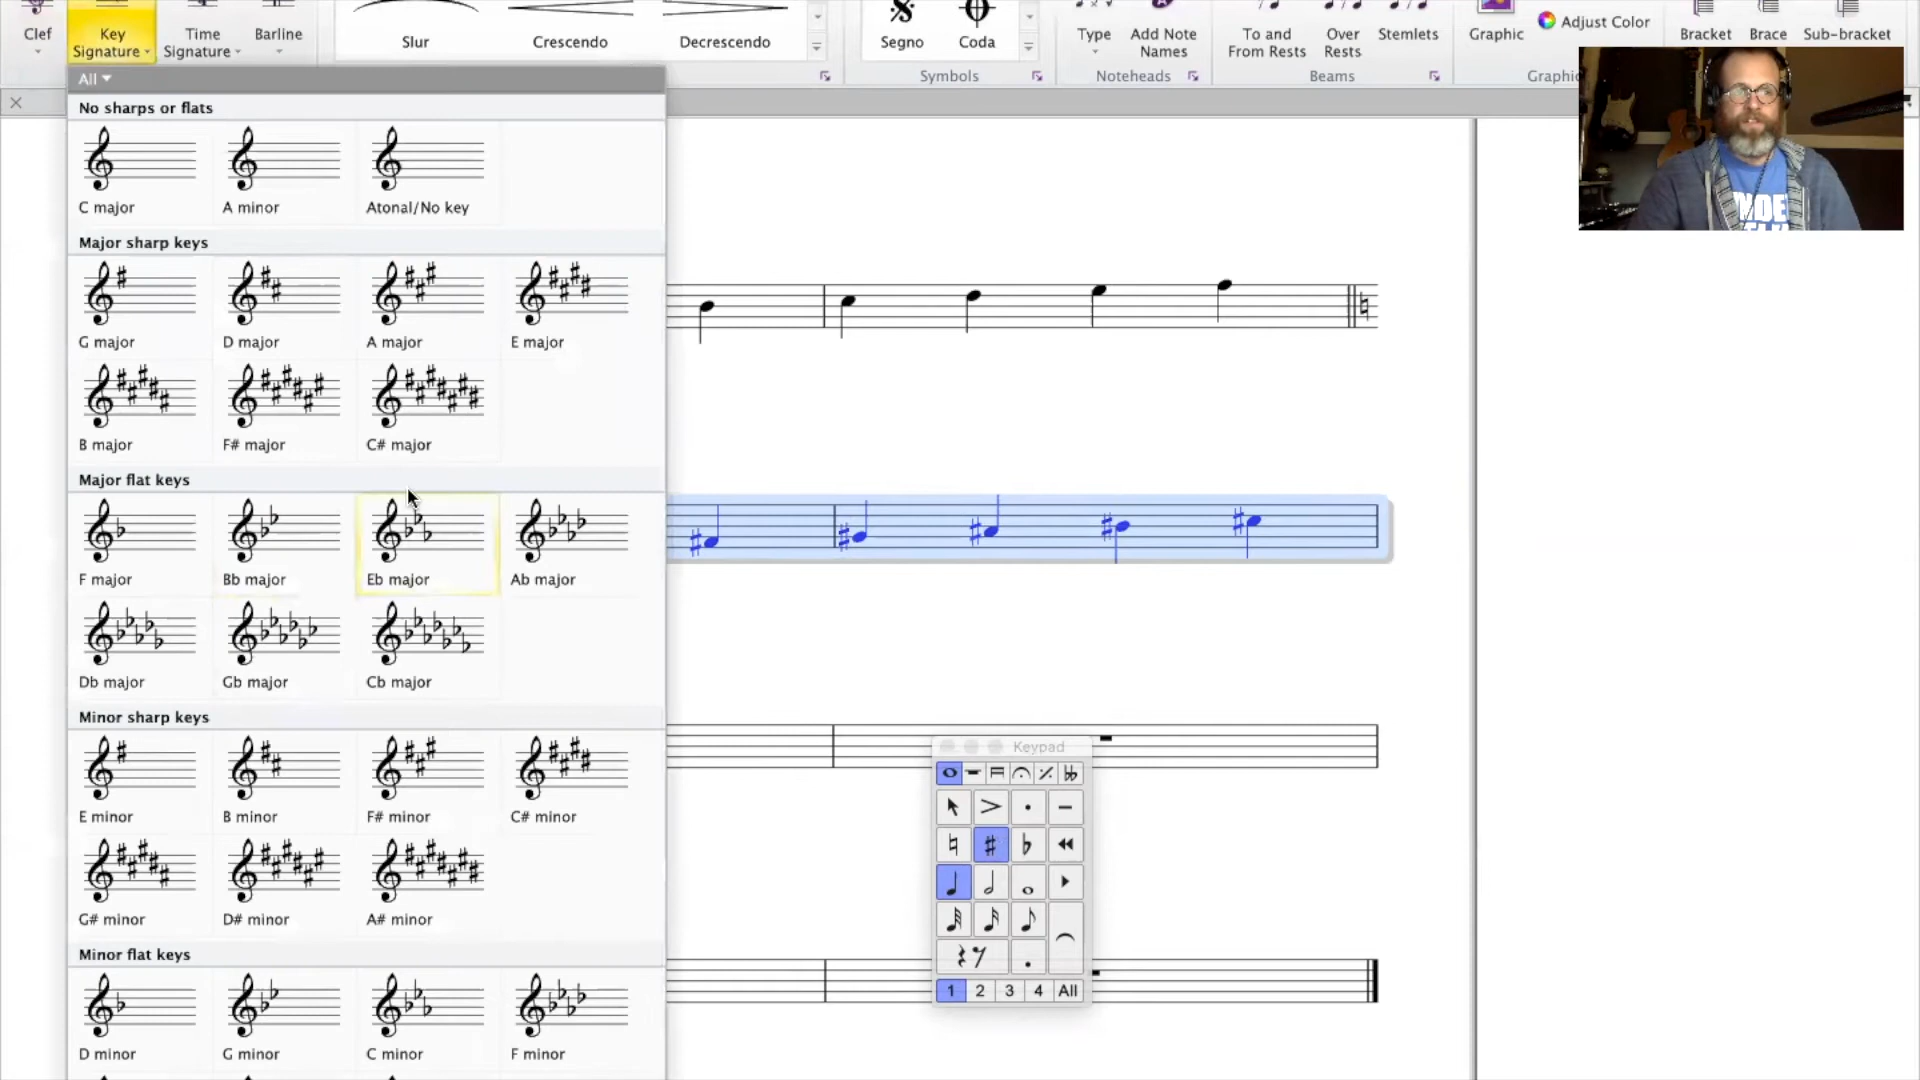 Clef
Key Signature
Time Signature
Barline
Slur
Crescendo
Decrescendo
Segno
Coda
Symbols
Type
Add Note Names
Noteheads
To and From Rests
Over Rests
Stemlets
Beams
Graphic
Adjust Color
Graphic
Bracket
Brace
Sub-bracket
All
No sharps or flats
C major
A minor
Atonal/No key
Major sharp keys
G major
D major
A major
E major
B major
F# major
C# major
Major flat keys
F major
Bb major
Eb major
Ab major
Db major
Gb major
Cb major
Minor sharp keys
E minor
B minor
F# minor
C# minor
G# minor
D# minor
A# minor
Minor flat keys
D minor
G minor
C minor
F minor
Keypad
1 2 3 4 All